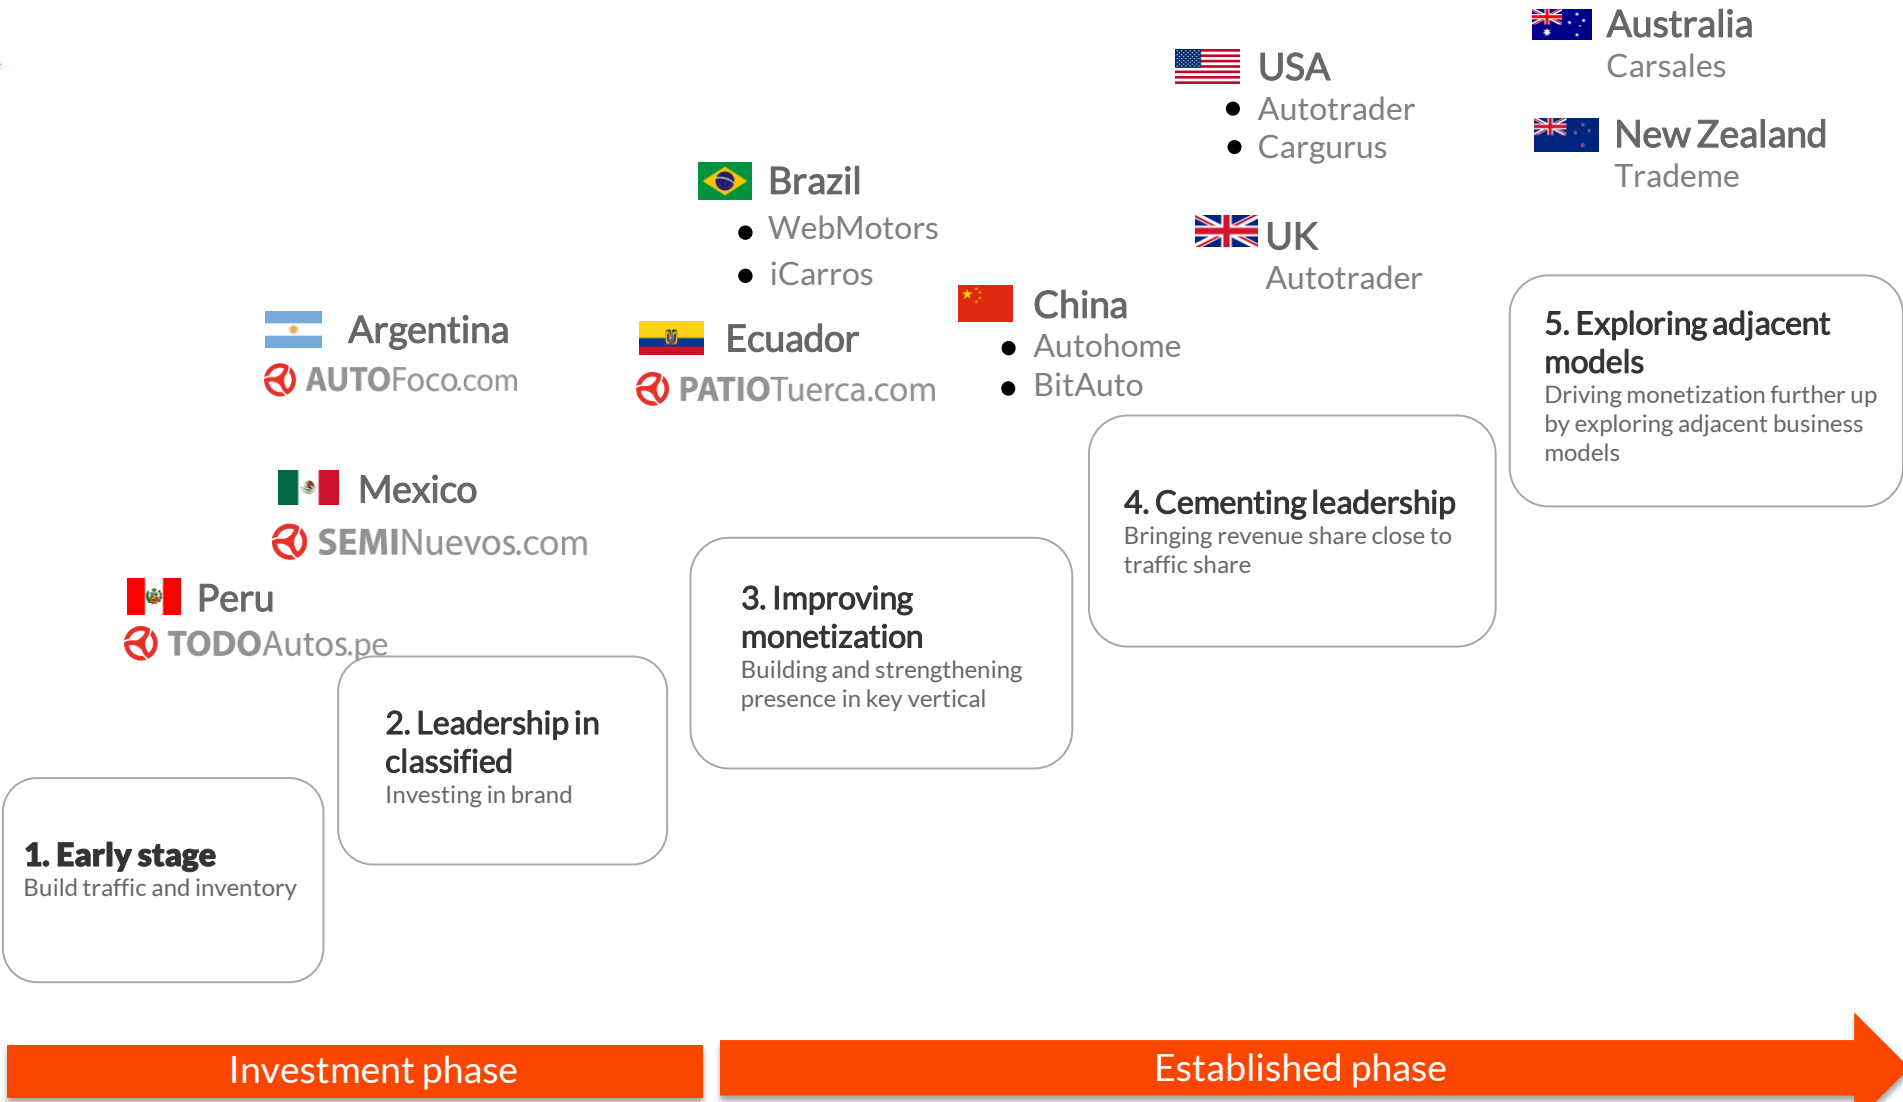 Australia
Carsales
New Zealand
Trademe
USA
Autotrader
Cargurus
UK
Autotrader
Brazil
WebMotors
iCarros
China
Autohome
BitAuto
Ecuador
PATIOTuerca.com
Argentina
AUTOFoco.com
Mexico
SEMINuevos.com
Peru
TODOAutos.pe
1. Early stage
Build traffic and inventory
2. Leadership in
classified
Investing in brand
3. Improving
monetization
Building and strengthening
presence in key vertical
4. Cementing leadership
Bringing revenue share close to
traffic share
5. Exploring adjacent
models
Driving monetization further up
by exploring adjacent business
models
Investment phase
Established phase